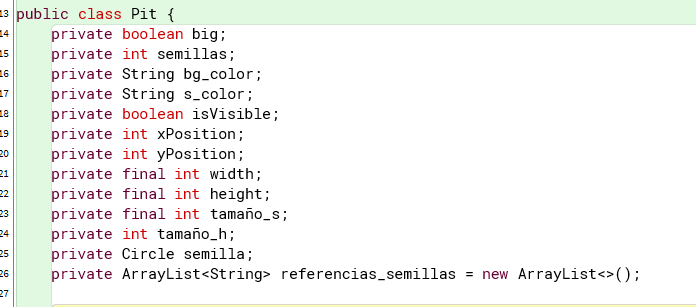 13 public class Pit {
14 private boolean big;
15 private int semillas;
16 private String bg_color;
17 private String s_color;
18 private boolean isVisible;
19 private int xPosition;
20 private int yPosition;
21 private final int width;
22 private final int height;
23 private final int tamaño_s;
24 private int tamaño_h;
25 private Circle semilla;
26 private ArrayList<String> referencias_semillas = new ArrayList<>();
27